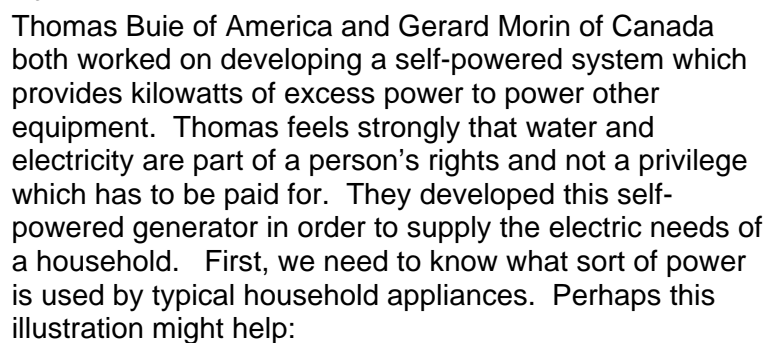 Thomas Buie of America and Gerard Morin of Canada
both worked on developing a self-powered system which
provides kilowatts of excess power to power other
equipment.  Thomas feels strongly that water and
electricity are part of a person's rights and not a privilege
which has to be paid for.  They developed this self-
powered generator in order to supply the electric needs of
a household.   First, we need to know what sort of power
is used by typical household appliances.  Perhaps this
illustration might help: